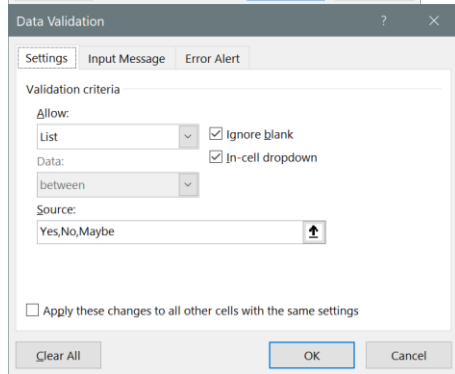 Data Validation ? ×
Settings Input Message Error Alert
Validation criteria
Allow:
List Ignore blank
Data: In-cell dropdown
between
Source:
Yes,No,Maybe
Apply these changes to all other cells with the same settings
Clear All OK Cancel